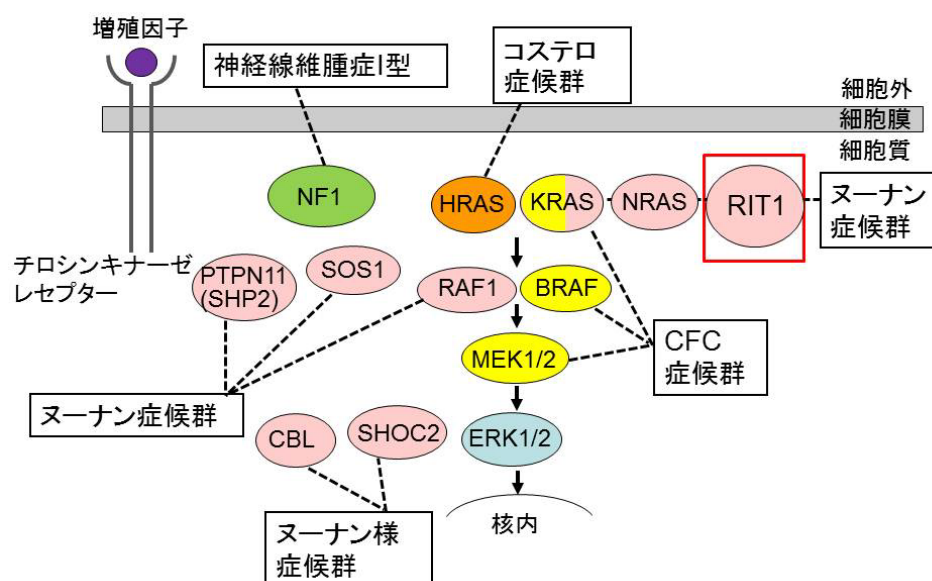 増殖因子
神経線維腫症I型
コステロ
症候群
細胞外
細胞膜
細胞質
NF1
HRAS
KRAS
NRAS
RIT1
ヌーナン
症候群
チロシンキナーゼ
レセプター
PTPN11
(SHP2)
SOS1
RAF1
BRAF
MEK1/2
CFC
症候群
ヌーナン症候群
CBL
SHOC2
ERK1/2
ヌーナン様
症候群
核内